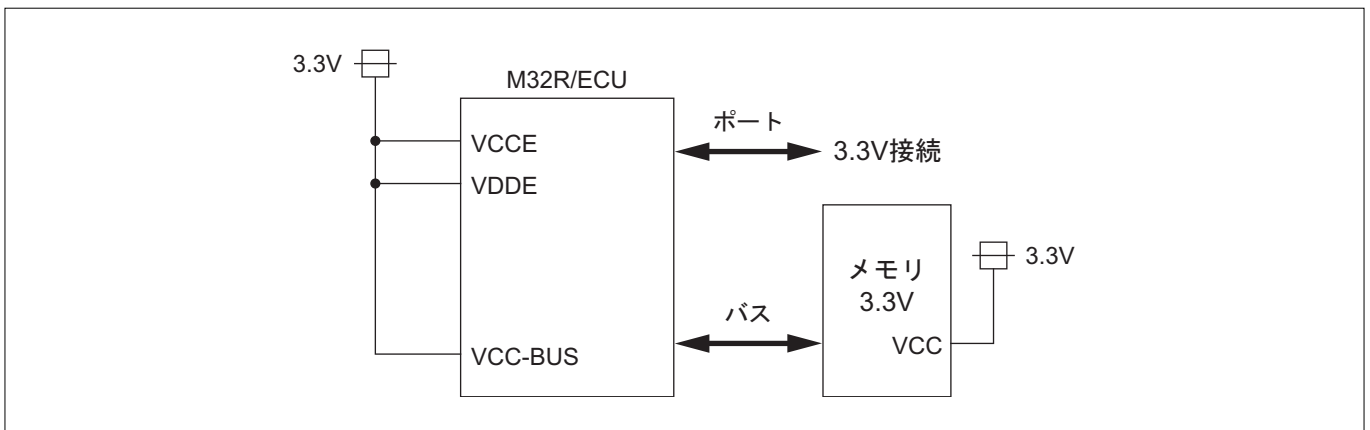 3.3V
M32R/ECU
VCCE
VDDE
VCC-BUS
ポート
3.3V接続
バス
メモリ
3.3V
VCC
3.3V